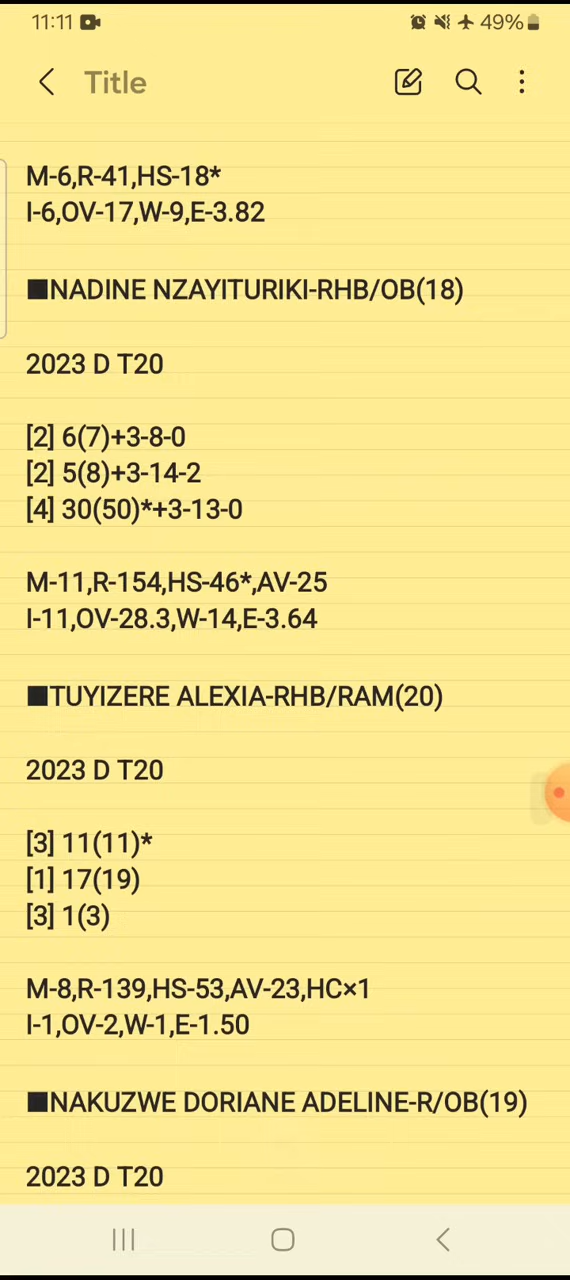 11:11 49%
Title
M-6,R-41,HS-18*
I-6,OV-17,W-9,E-3.82
■NADINE NZAYITURIKI-RHB/OB(18)
2023 D T20
[2] 6(7)+3-8-0
[2] 5(8)+3-14-2
[4] 30(50)*+3-13-0
M-11,R-154,HS-46*,AV-25
I-11,OV-28.3,W-14,E-3.64
■TUYIZERE ALEXIA-RHB/RAM(20)
2023 D T20
[3] 11(11)*
[1] 17(19)
[3] 1(3)
M-8,R-139,HS-53,AV-23,HC×1
I-1,OV-2,W-1,E-1.50
■NAKUZWE DORIANE ADELINE-R/OB(19)
2023 D T20